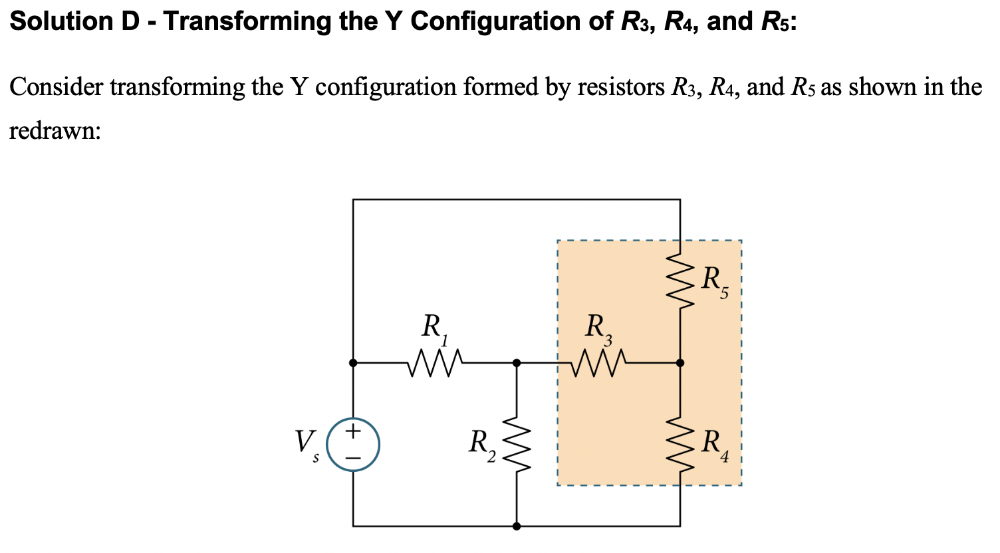 Solution D - Transforming the Y Configuration of R3, R4, and R5:
Consider transforming the Y configuration formed by resistors R3, R4, and R5 as shown in the
redrawn:
R5
R1
R3
Vs
+
−
R2
R4